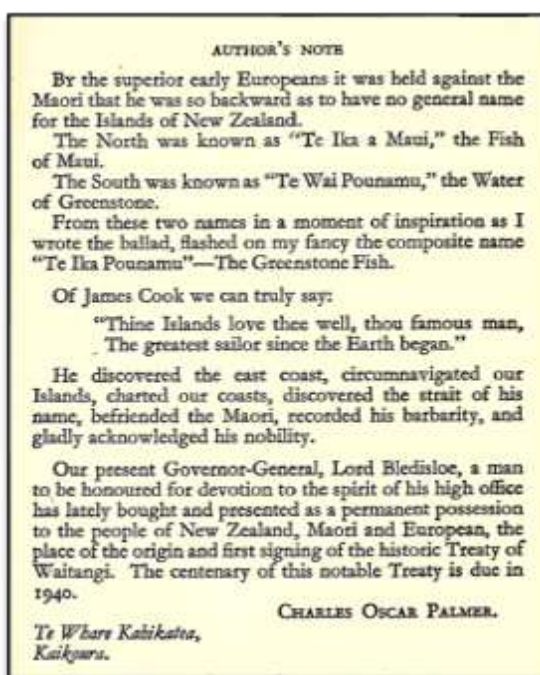 AUTHOR'S NOTE
By the superior early Europeans it was held against the
Maori that he was so backward as to have no general name
for the Islands of New Zealand.
The North was known as "Te Ika a Maui," the Fish
of Maui.
The South was known as "Te Wai Pounamu," the Water
of Greenstone.
From these two names in a moment of inspiration as I
wrote the ballad, flashed on my fancy the composite name
"Te Ika Pounamu"—The Greenstone Fish.
Of James Cook we can truly say:
"Thine Islands love thee well, thou famous man,
The greatest sailor since the Earth began."
He discovered the east coast, circumnavigated our
Islands, charted our coasts, discovered the strait of his
name, befriended the Maori, recorded his barbarity, and
gladly acknowledged his nobility.
Our present Governor-General, Lord Bledisloe, a man
to be honoured for devotion to the spirit of his high office
has lately bought and presented as a permanent possession
to the people of New Zealand, Maori and European, the
place of the origin and first signing of the historic Treaty of
Waitangi. The centenary of this notable Treaty is due in
1940.
CHARLES OSCAR PALMER.
Te Whare Kahikatea,
Kaikoura.